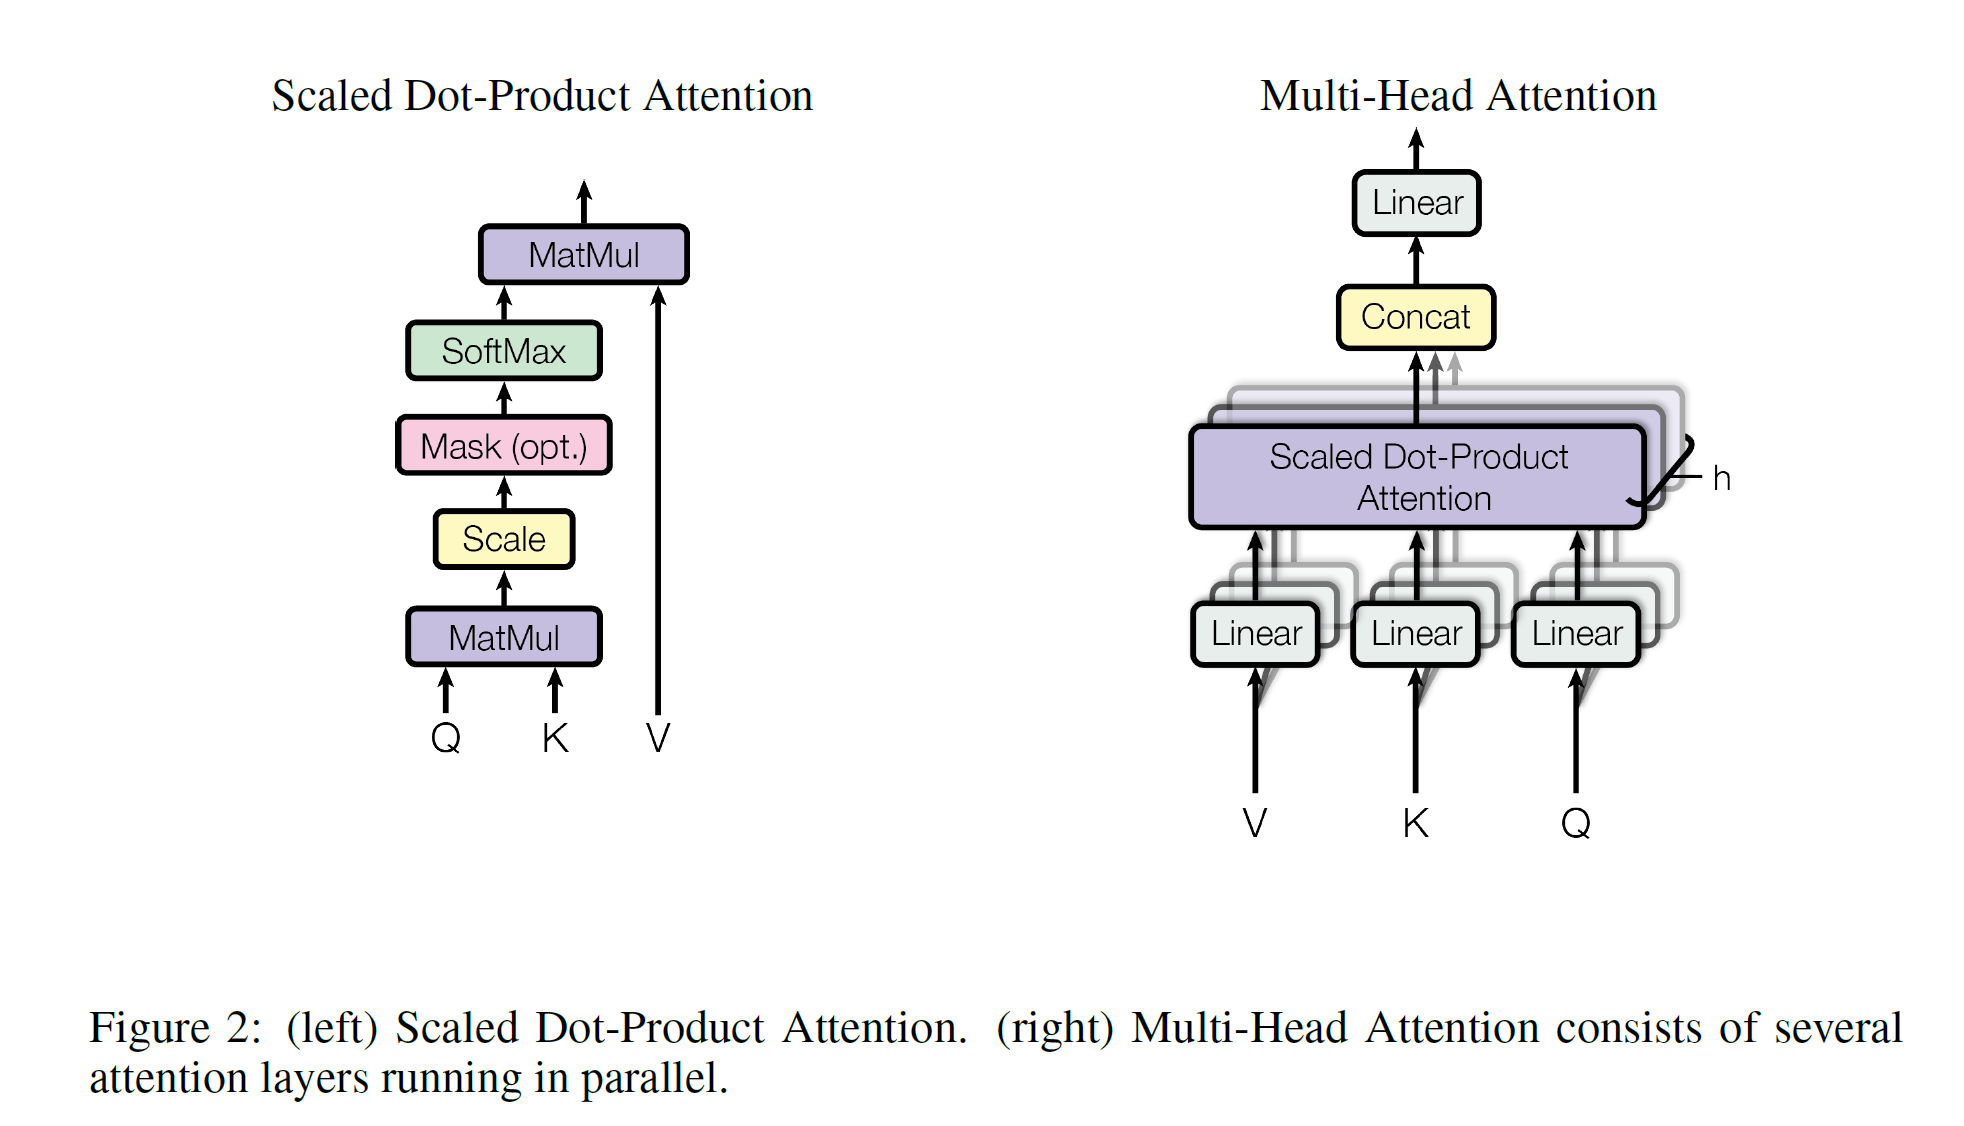 Scaled Dot-Product Attention
MatMul
SoftMax
Mask (opt.)
Scale
MatMul
Q K V
Multi-Head Attention
Linear
Concat
Scaled Dot-Product
Attention
h
Linear Linear Linear
V K Q
Figure 2: (left) Scaled Dot-Product Attention. (right) Multi-Head Attention consists of several
attention layers running in parallel.